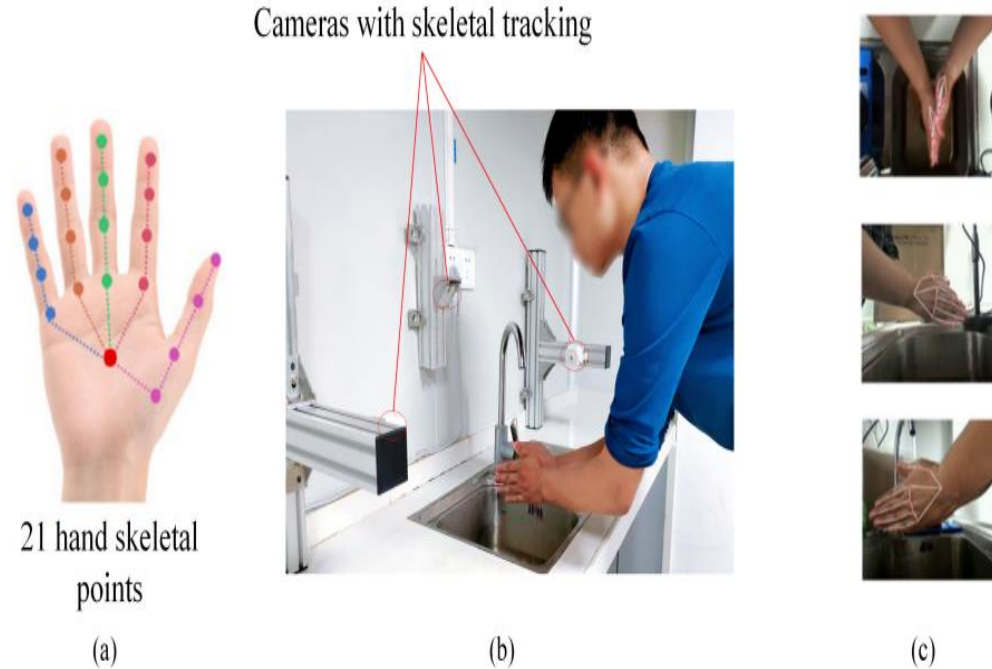 Cameras with skeletal tracking
21 hand skeletal
points
(a)
(b)
(c)